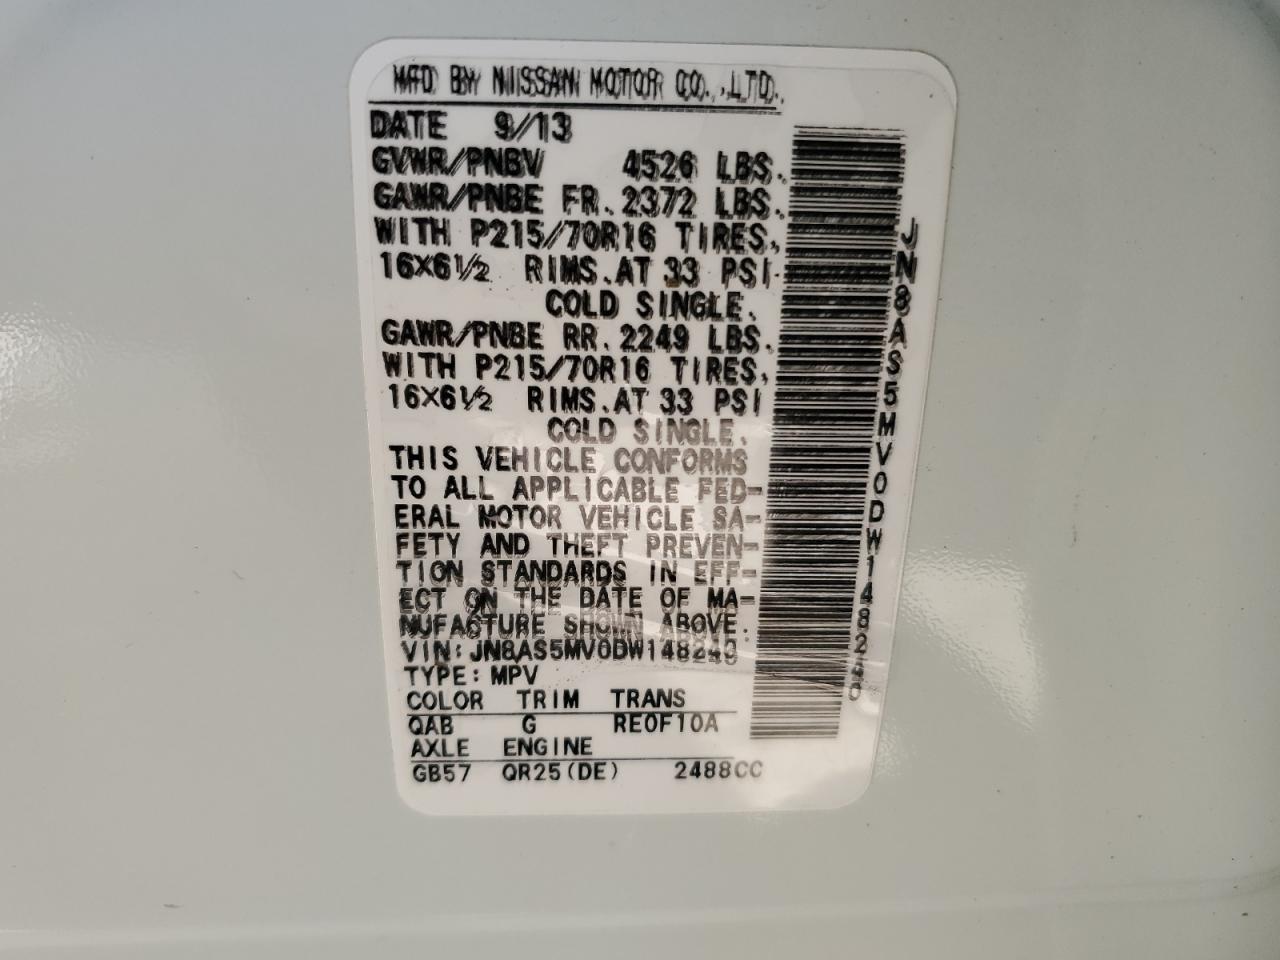 MFD BY NISSAN MOTOR CO.,LTD.
DATE 9/13
GVWR/PNBV 4526 LBS.
GAWR/PNBE FR. 2372 LBS.
WITH P215/70R16 TIRES,
16×6½ RIMS.AT 33 PSI
COLD SINGLE.
GAWR/PNBE RR. 2249 LBS.
WITH P215/70R16 TIRES,
16×6½ RIMS.AT 33 PSI
COLD SINGLE.
THIS VEHICLE CONFORMS
TO ALL APPLICABLE FED-
ERAL MOTOR VEHICLE SA-
FETY AND THEFT PREVEN-
TION STANDARDS IN EFF-
ECT ON THE DATE OF MA-
NUFACTURE SHOWN ABOVE.
VIN:
TYPE: MPV
COLOR TRIM TRANS
QAB G RE0F10A
AXLE ENGINE
GB57 QR25(DE) 2488CC